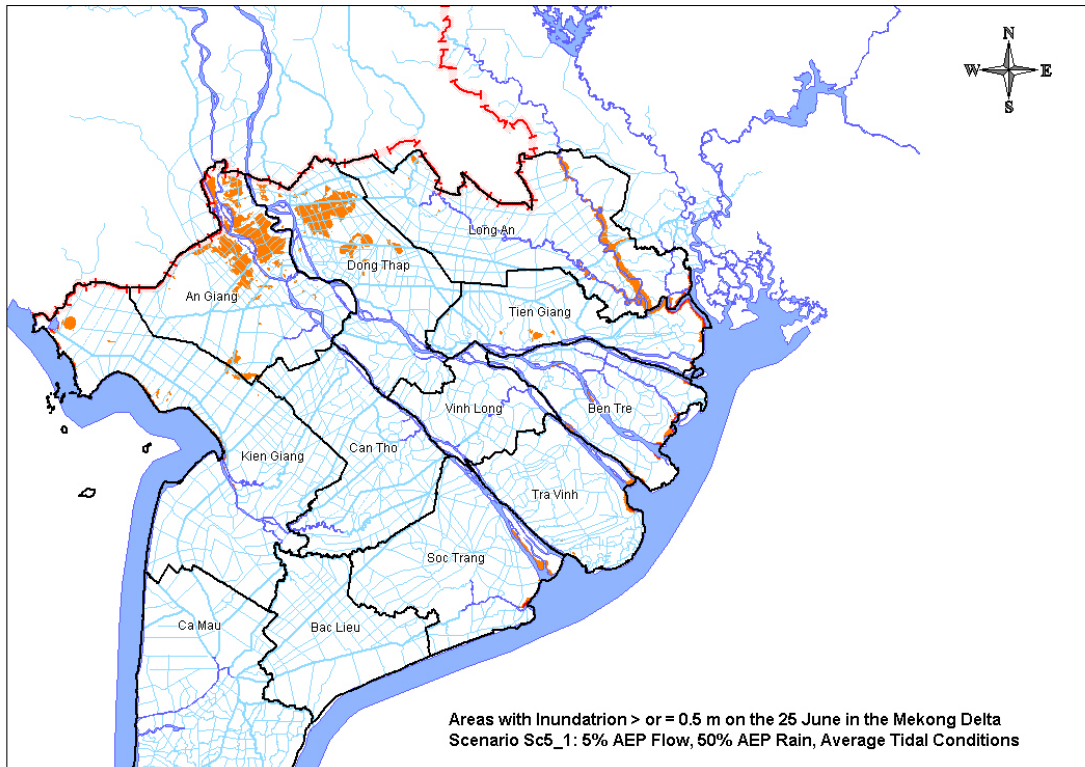 N
W E
S
Long An
Dong Thap
An Giang
Tien Giang
Vinh Long
Ben Tre
Can Tho
Kien Giang
Tra Vinh
Soc Trang
Ca Mau
Bac Lieu
Areas with Inundatrion > or = 0.5 m on the 25 June in the Mekong Delta
Scenario Sc5_1: 5% AEP Flow, 50% AEP Rain, Average Tidal Conditions